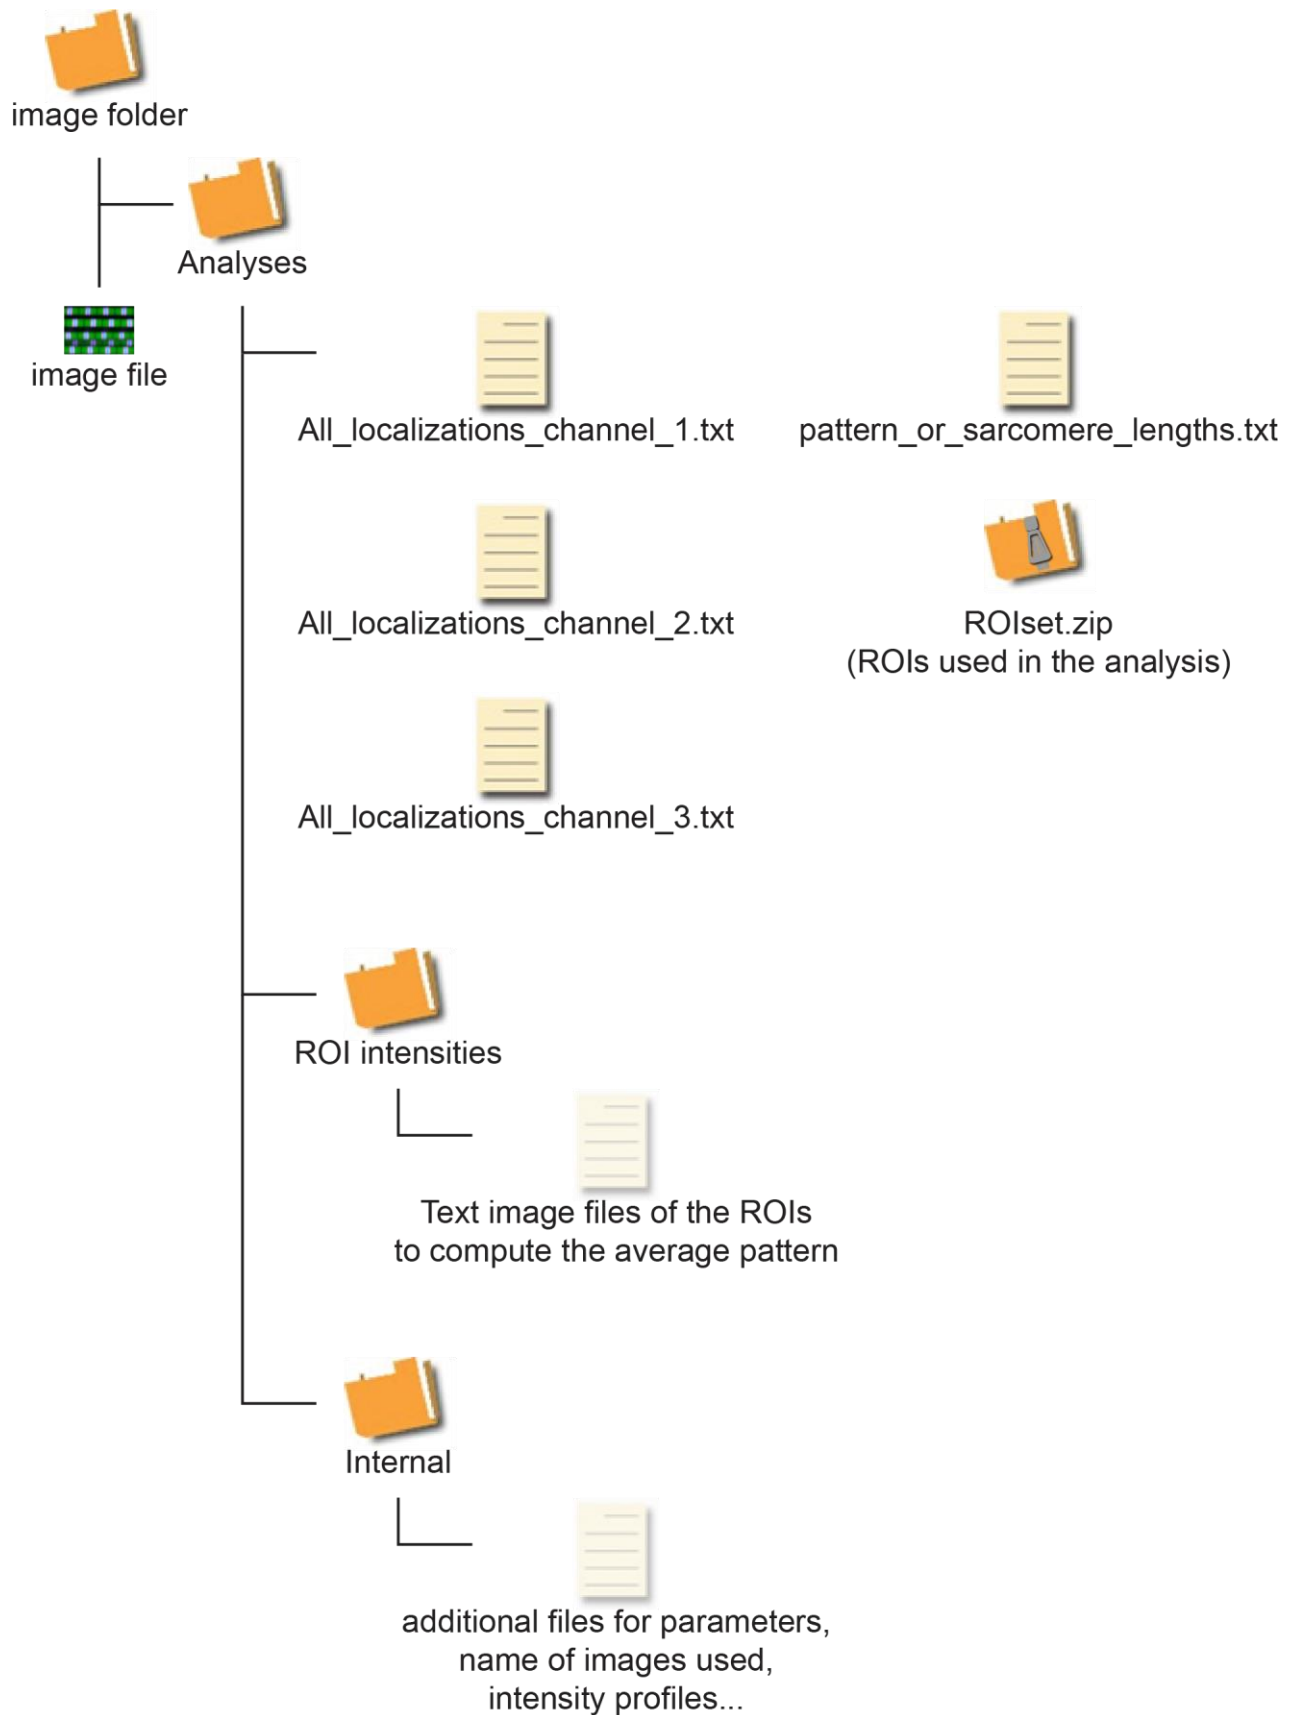 image folder
Analyses
image file
All_localizations_channel_1.txt
pattern_or_sarcomere_lengths.txt
All_localizations_channel_2.txt
ROIset.zip
(ROIs used in the analysis)
All_localizations_channel_3.txt
ROI intensities
Text image files of the ROIs
to compute the average pattern
Internal
additional files for parameters,
name of images used,
intensity profiles...